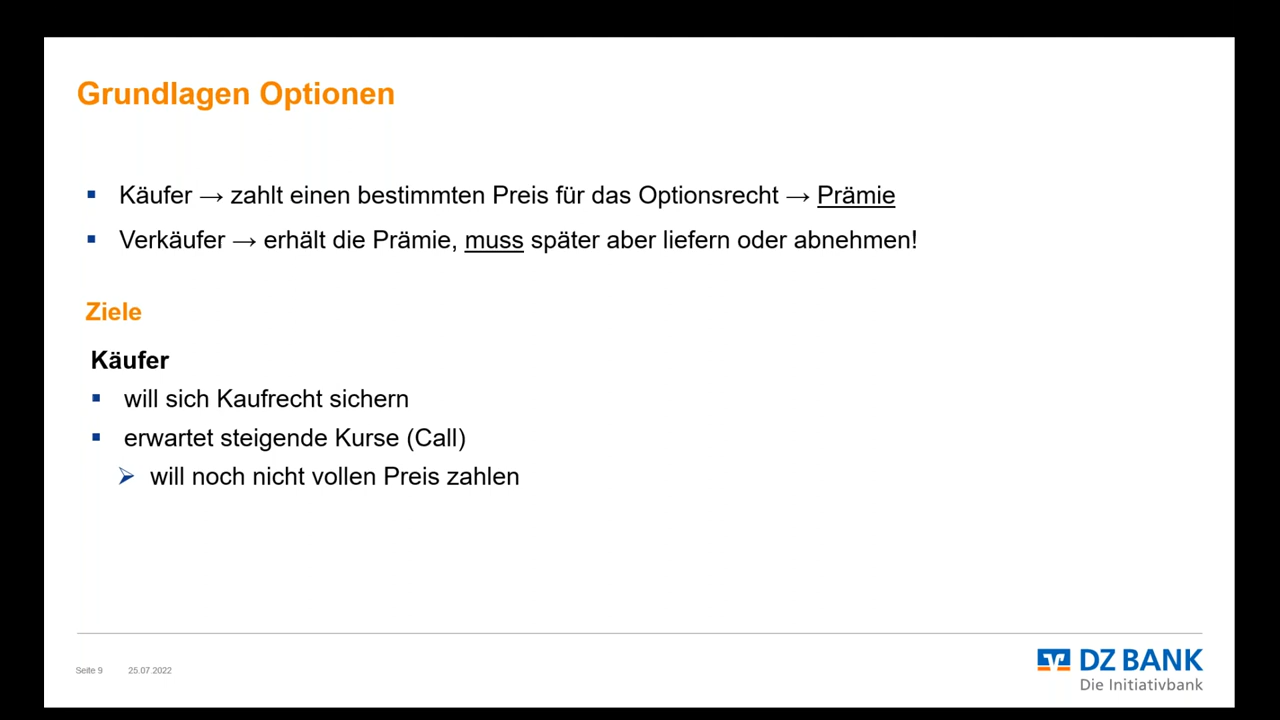 Grundlagen Optionen
Käufer → zahlt einen bestimmten Preis für das Optionsrecht → Prämie
Verkäufer → erhält die Prämie, muss später aber liefern oder abnehmen!
Ziele
Käufer
will sich Kaufrecht sichern
erwartet steigende Kurse (Call)
will noch nicht vollen Preis zahlen
Seite 9 25.07.2022
DZ BANK
Die Initiativbank